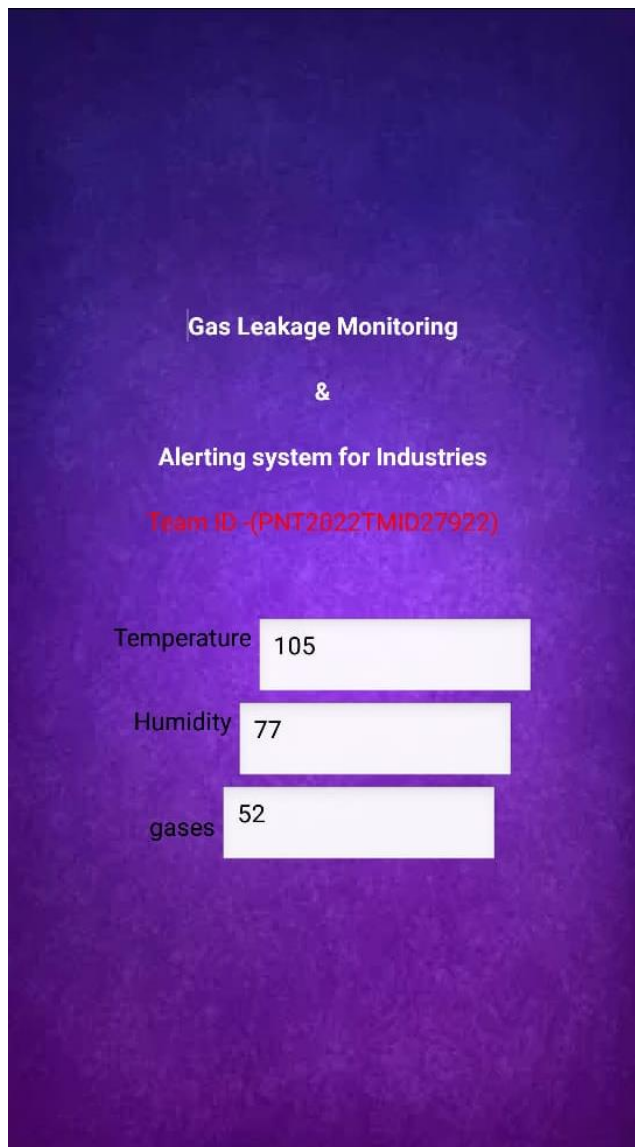 Gas Leakage Monitoring
&
Alerting system for Industries
Team ID -(PNT2022TMID27922)
Temperature 105
Humidity 77
gases 52